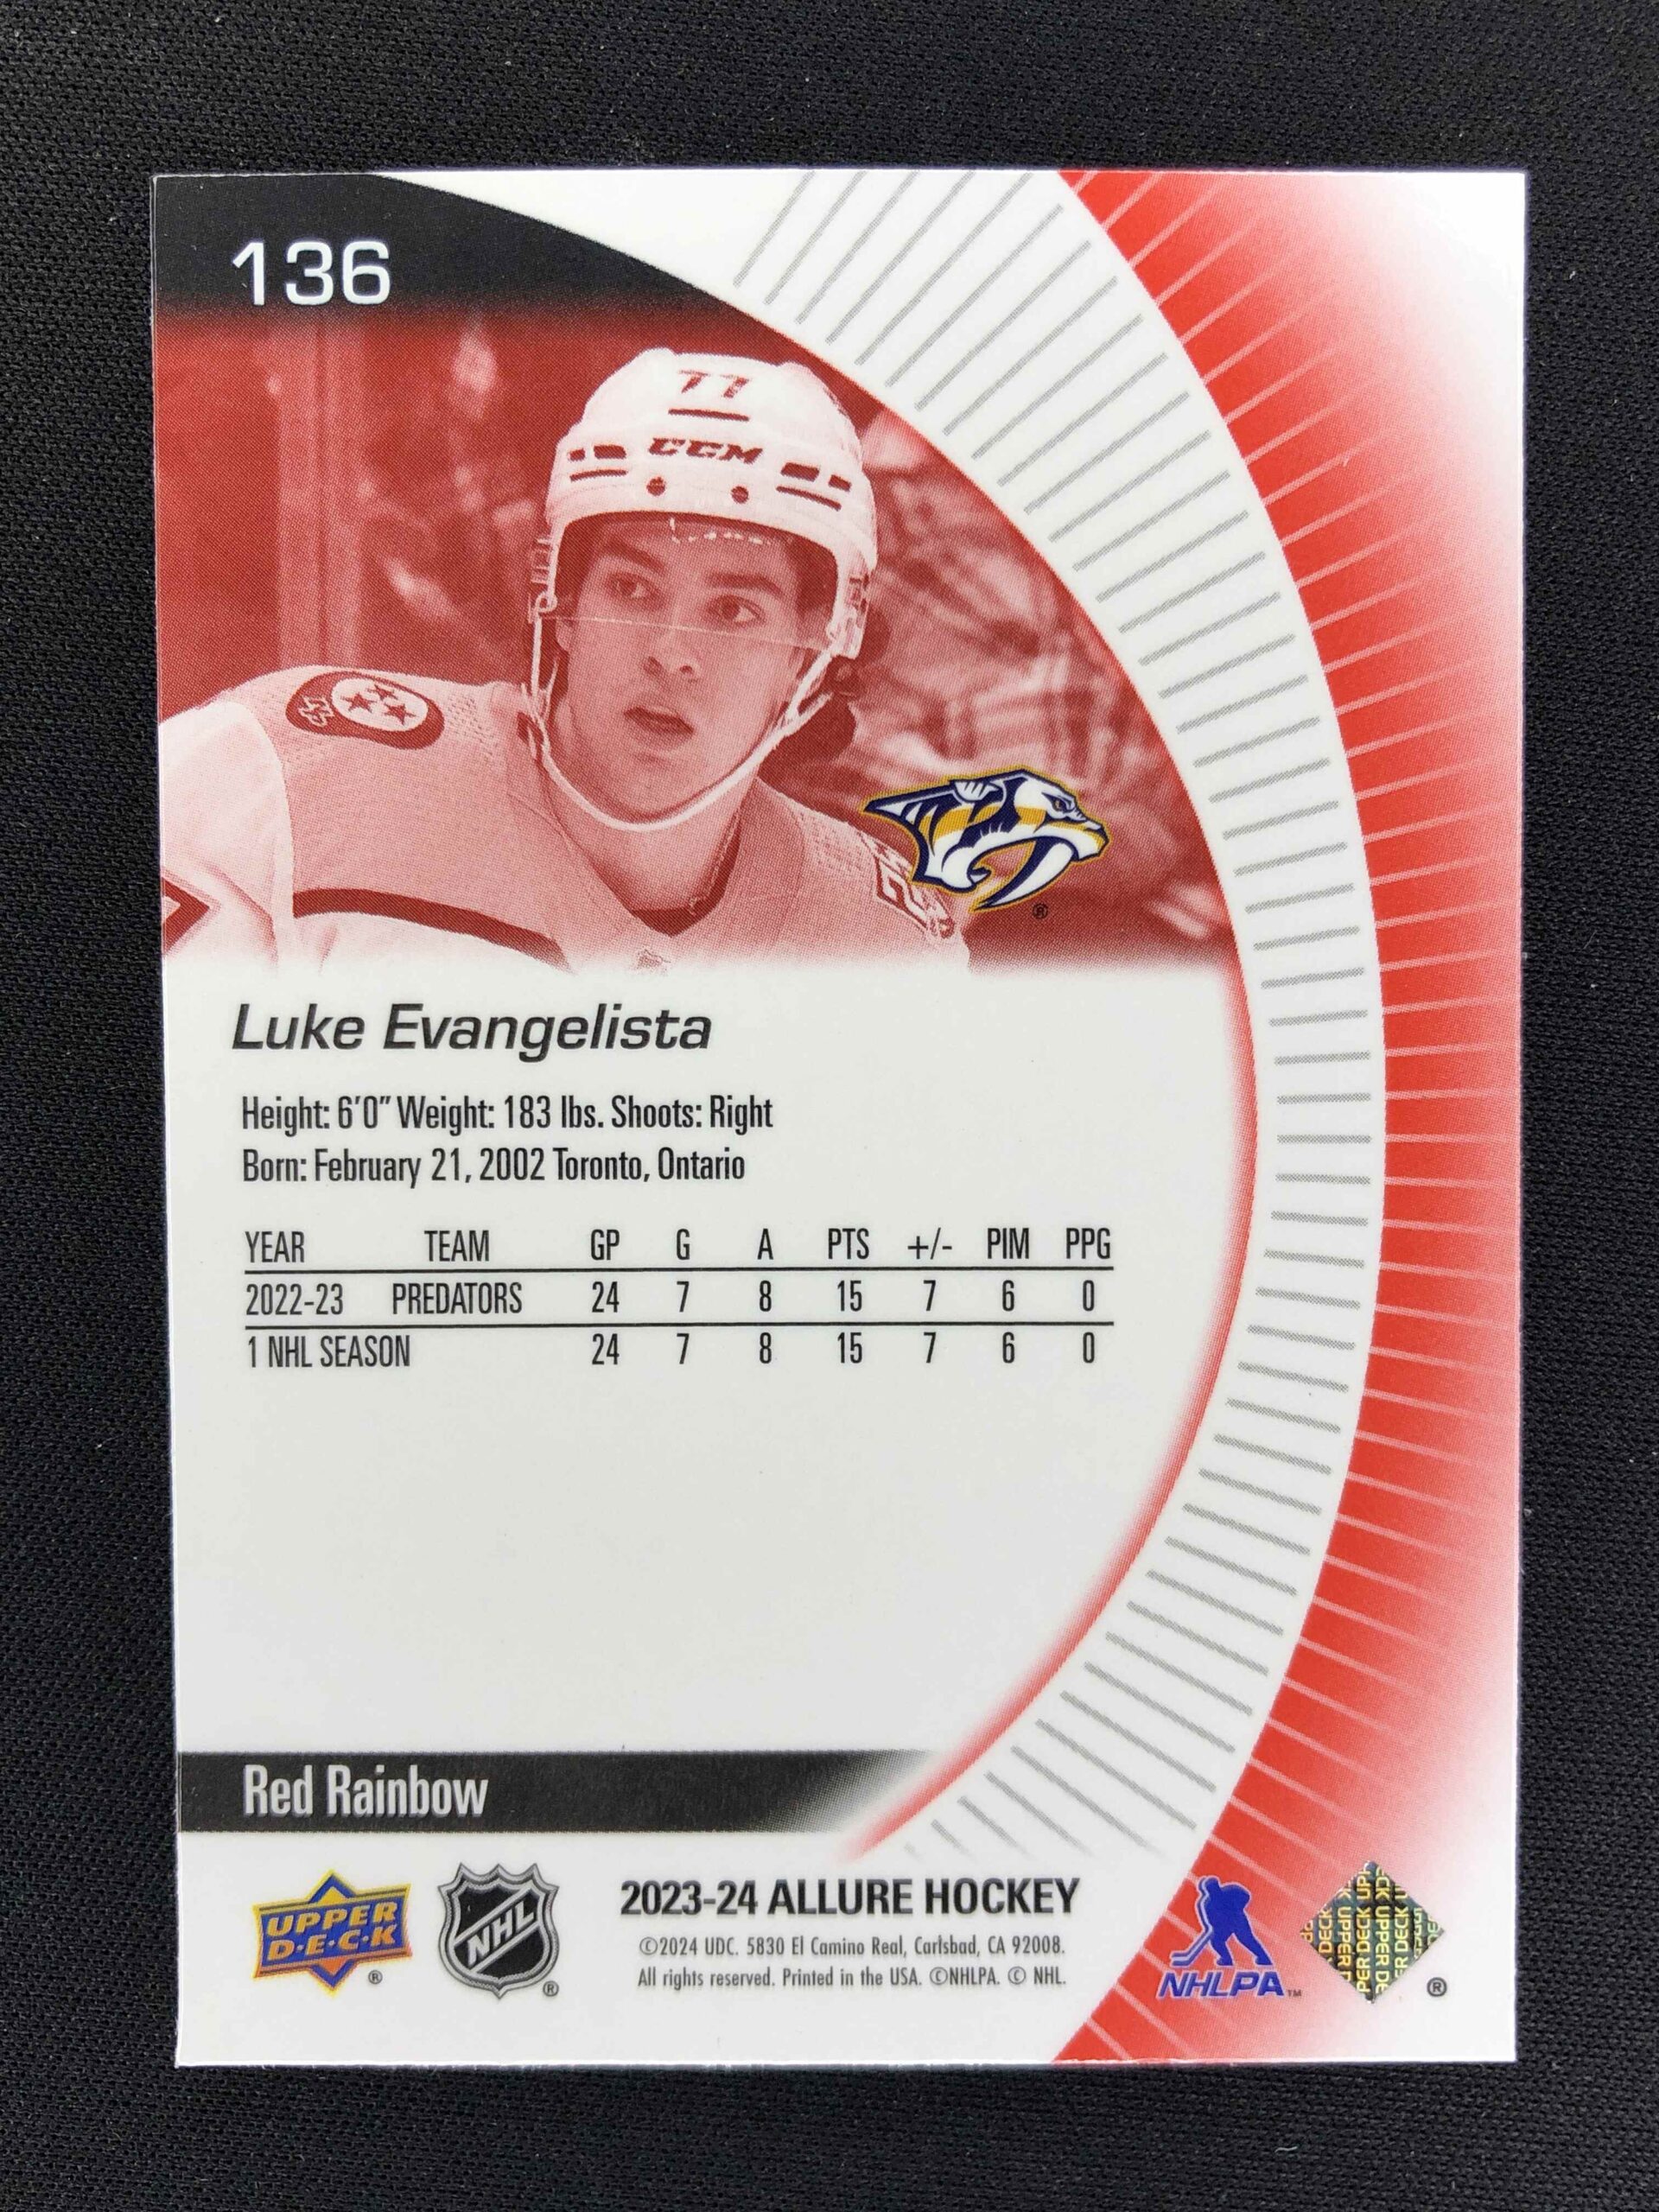 136
77
CCM
Luke Evangelista
Height: 6'0" Weight: 183 lbs. Shoots: Right
Born: February 21, 2002 Toronto, Ontario
YEAR TEAM GP G A PTS +/- PIM PPG
2022-23 PREDATORS 24 7 8 15 7 6 0
1 NHL SEASON 24 7 8 15 7 6 0
Red Rainbow
UPPER
D·E·C·K
®
NHL
®
2023-24 ALLURE HOCKEY
©2024 UDC. 5830 El Camino Real, Carlsbad, CA 92008.
All rights reserved. Printed in the USA. ©NHLPA. © NHL.
NHLPA™
®